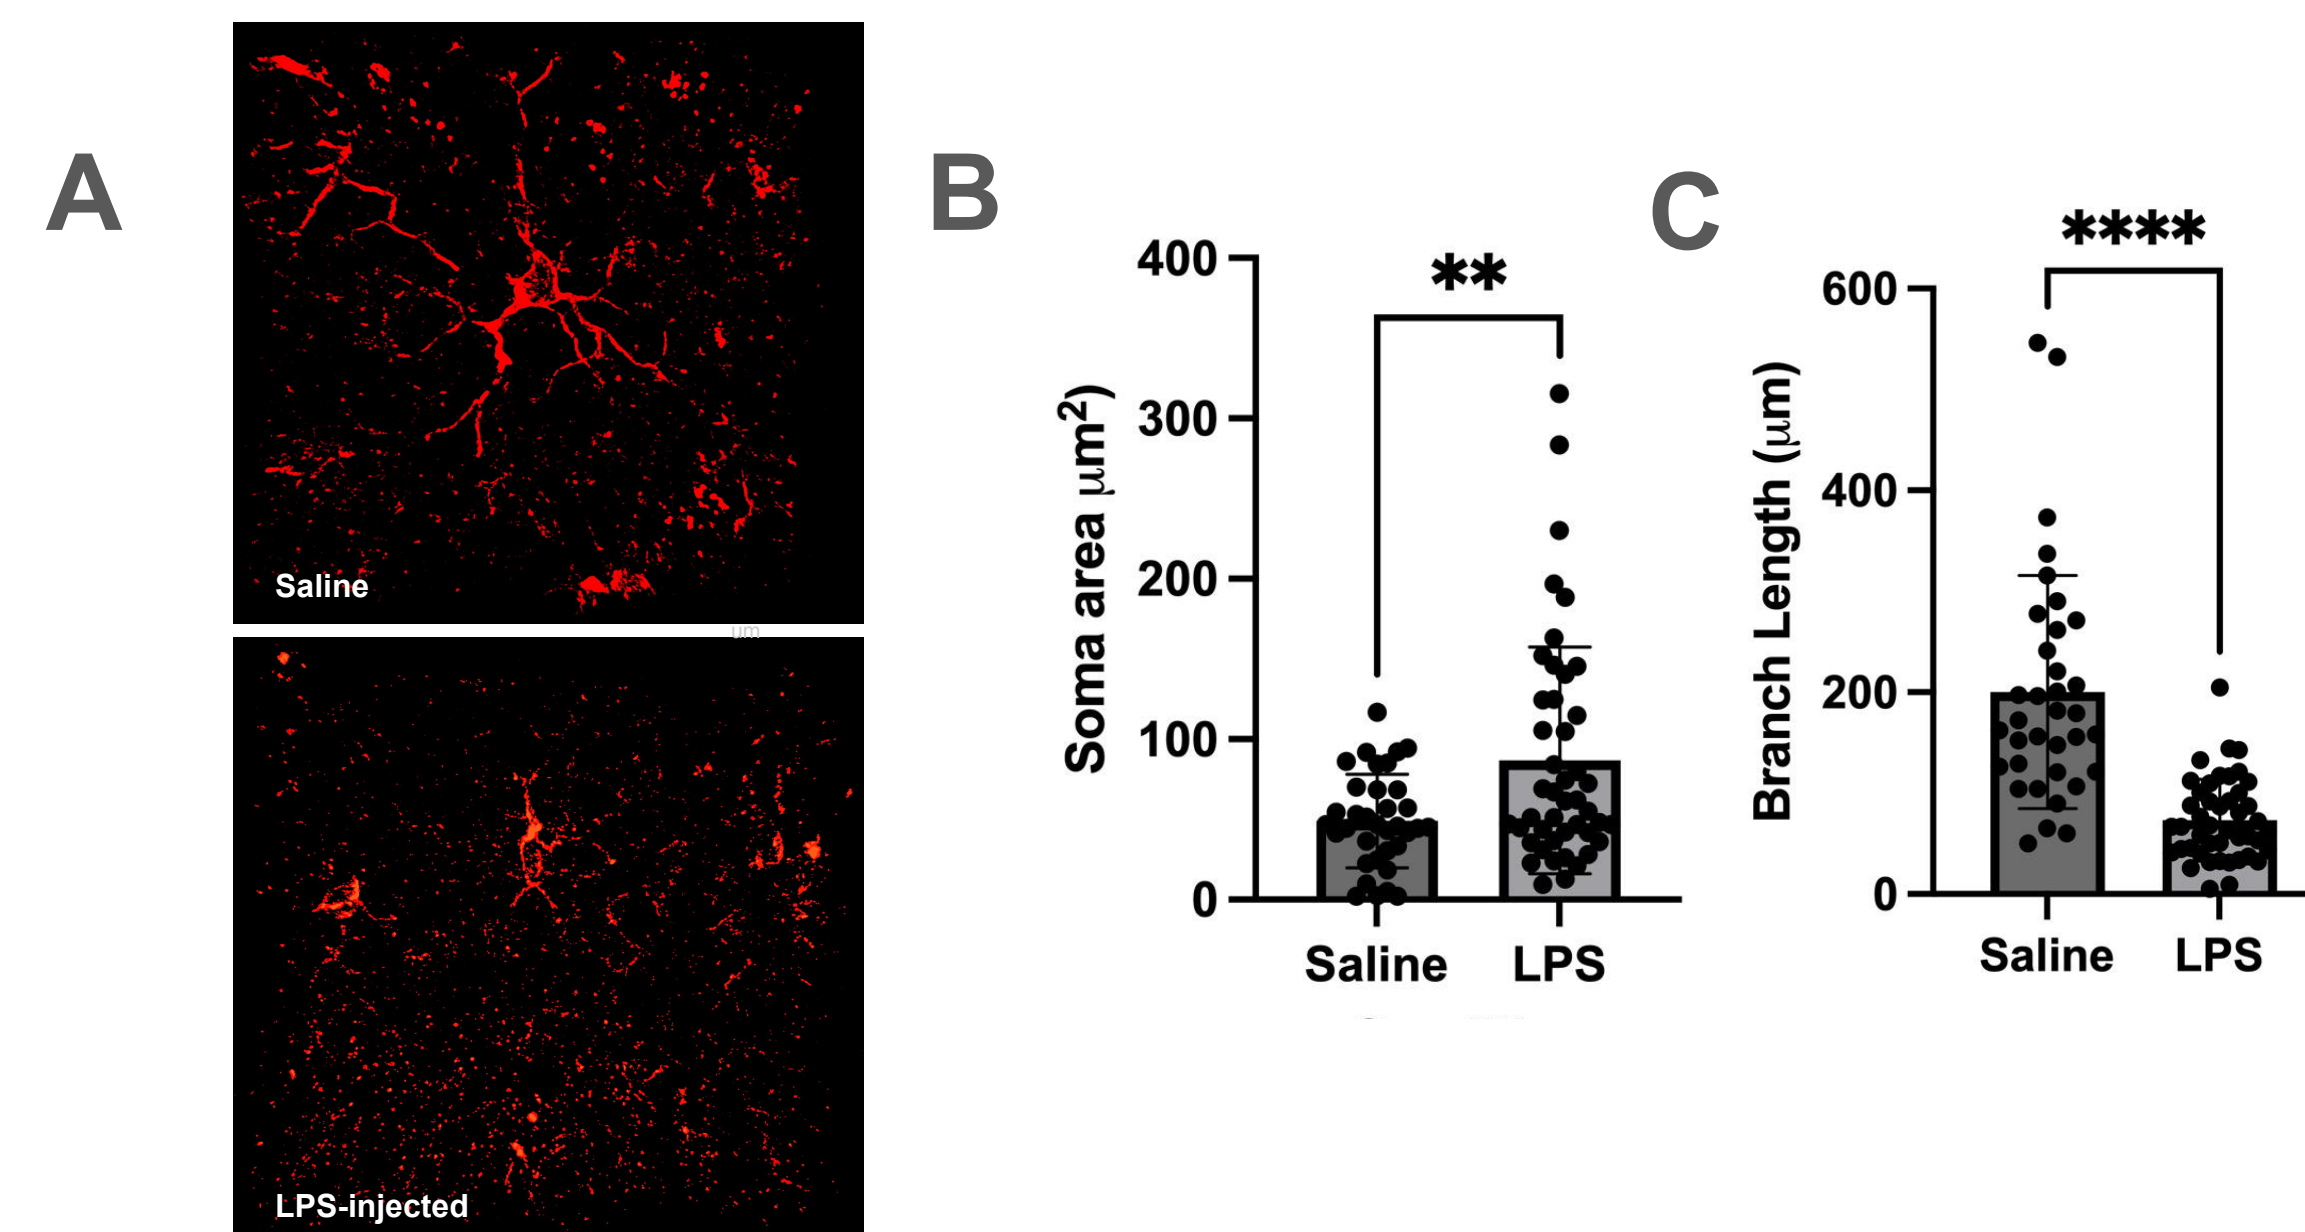 A
Saline
um
LPS-injected
B
**
400
300
200
100
0
Soma area μm²)
Saline
LPS
C
****
600
400
200
0
Branch Length (μm)
Saline
LPS